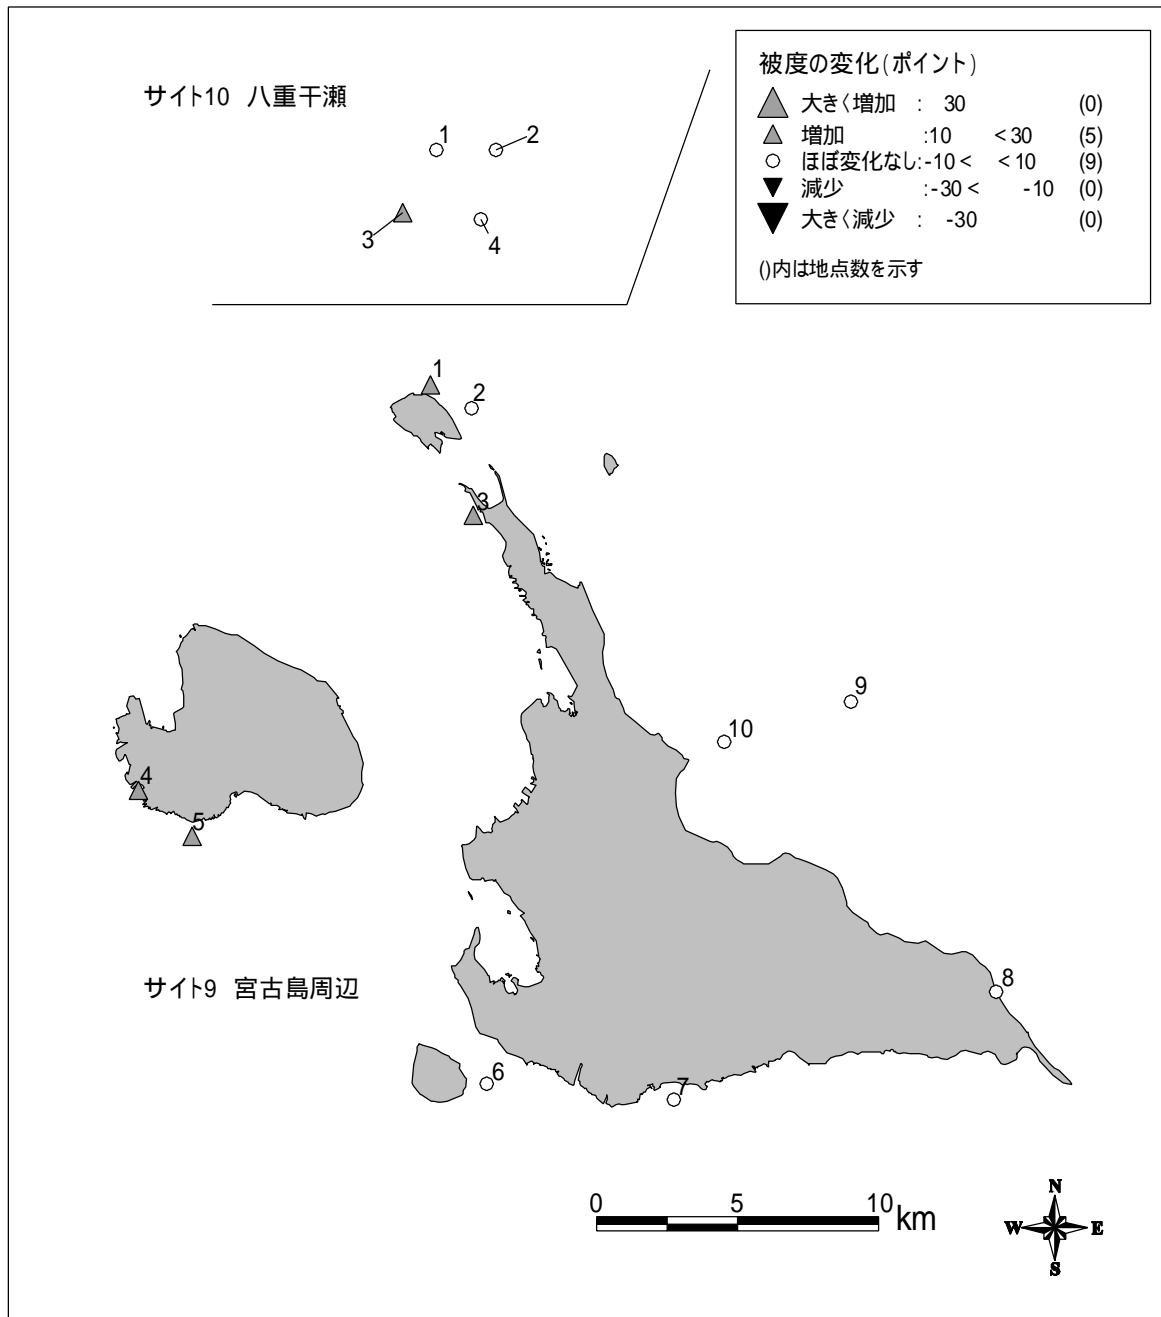 サイト10 八重干瀬
被度の変化(ポイント)
大きく増加 : 30 (0)
増加 :10 <30 (5)
ほぼ変化なし:-10< <10 (9)
減少 :-30< -10 (0)
大きく減少 : -30 (0)
()内は地点数を示す
1
2
3
4
1
2
3
9
10
4
5
サイト9 宮古島周辺
8
6
7
0 5 10 km
N
W E
S